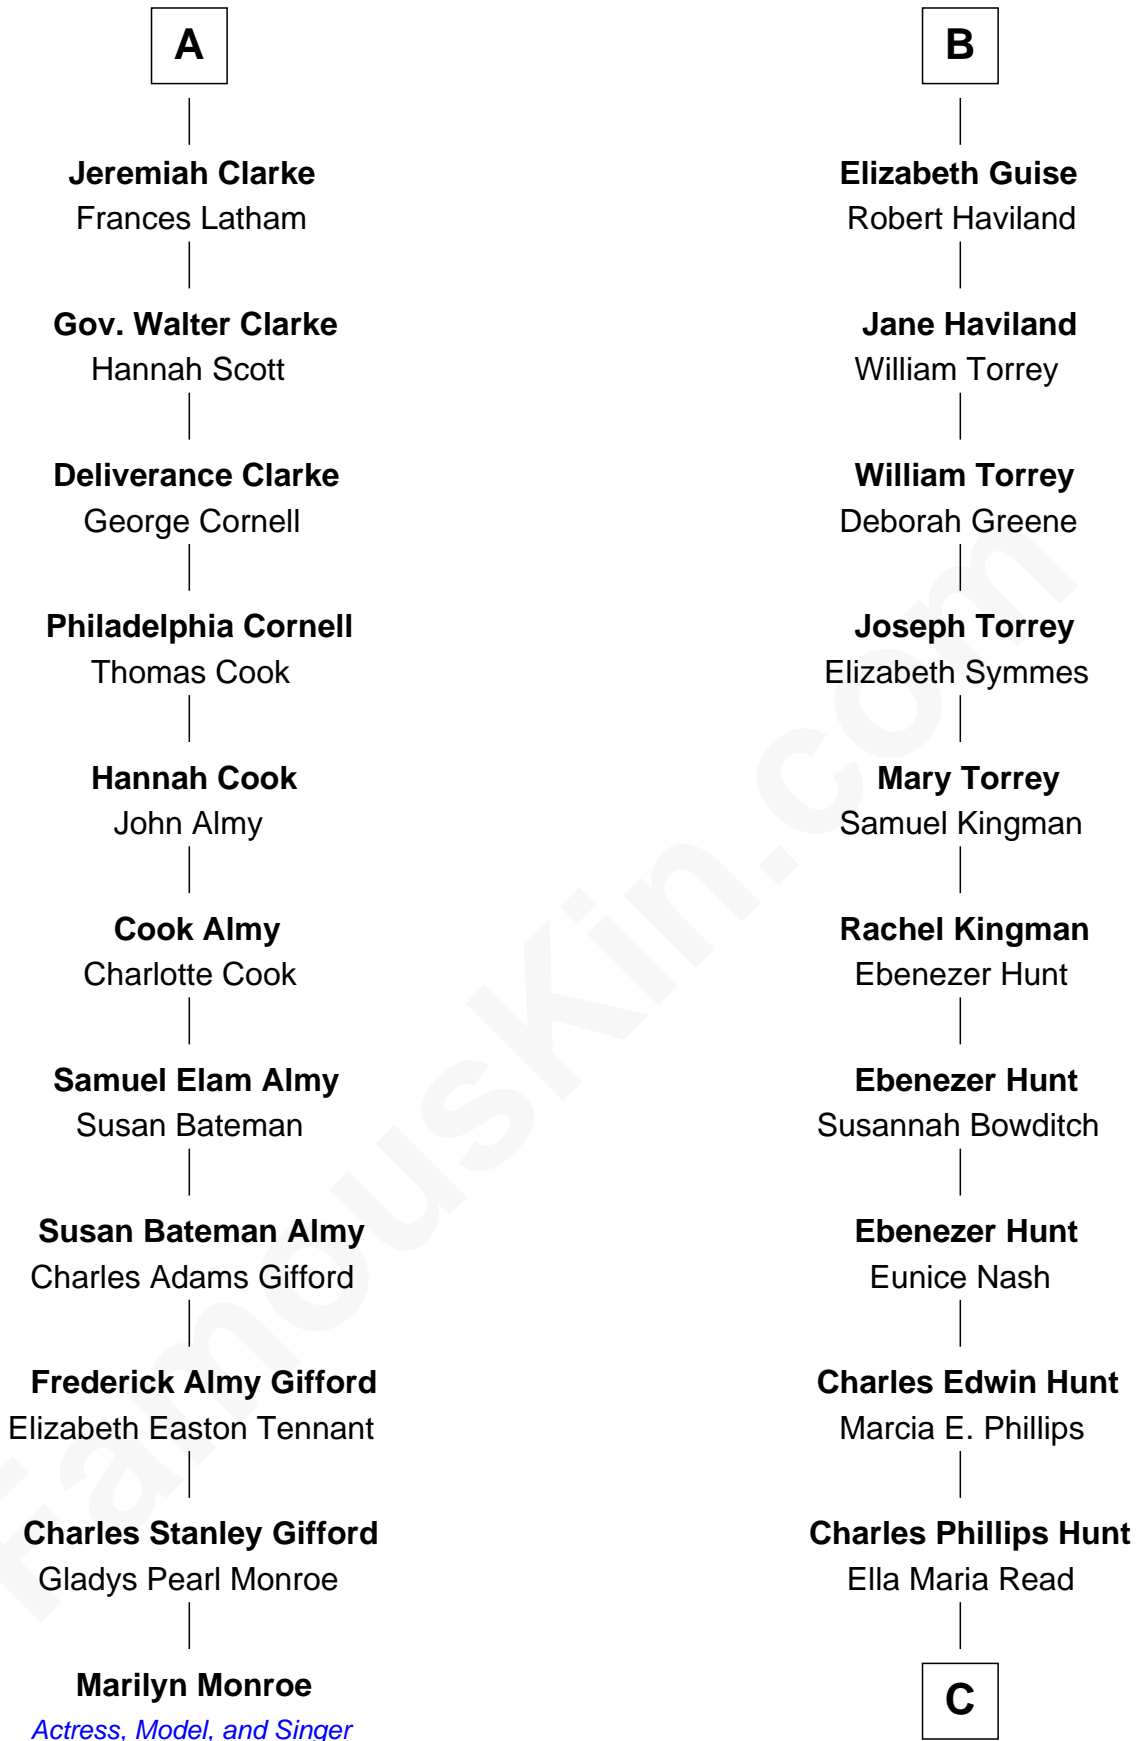 A
Jeremiah Clarke
Frances Latham
Gov. Walter Clarke
Hannah Scott
Deliverance Clarke
George Cornell
Philadelphia Cornell
Thomas Cook
Hannah Cook
John Almy
Cook Almy
Charlotte Cook
Samuel Elam Almy
Susan Bateman
Susan Bateman Almy
Charles Adams Gifford
Frederick Almy Gifford
Elizabeth Easton Tennant
Charles Stanley Gifford
Gladys Pearl Monroe
Marilyn Monroe
Actress, Model, and Singer
B
Elizabeth Guise
Robert Haviland
Jane Haviland
William Torrey
William Torrey
Deborah Greene
Joseph Torrey
Elizabeth Symmes
Mary Torrey
Samuel Kingman
Rachel Kingman
Ebenezer Hunt
Ebenezer Hunt
Susannah Bowditch
Ebenezer Hunt
Eunice Nash
Charles Edwin Hunt
Marcia E. Phillips
Charles Phillips Hunt
Ella Maria Read
C
FamousKin.com